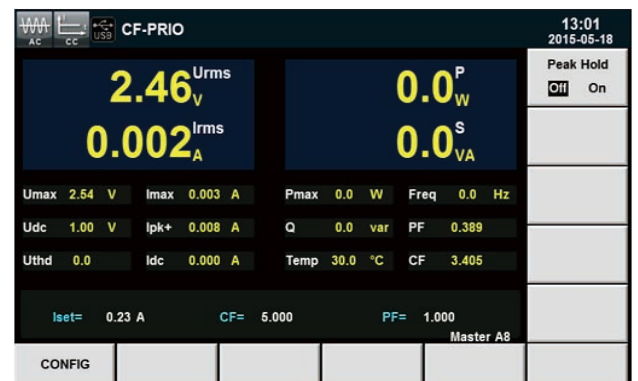 AC CC USB CF-PRIO 13:01
2015-05-18
Peak Hold
Off On
2.46 Urms V 0.0 P W
0.002 Irms A 0.0 S VA
Umax 2.54 V Imax 0.003 A Pmax 0.0 W Freq 0.0 Hz
Udc 1.00 V Ipk+ 0.008 A Q 0.0 var PF 0.389
Uthd 0.0 Idc 0.000 A Temp 30.0 °C CF 3.405
Iset= 0.23 A CF= 5.000 PF= 1.000
Master A8
CONFIG